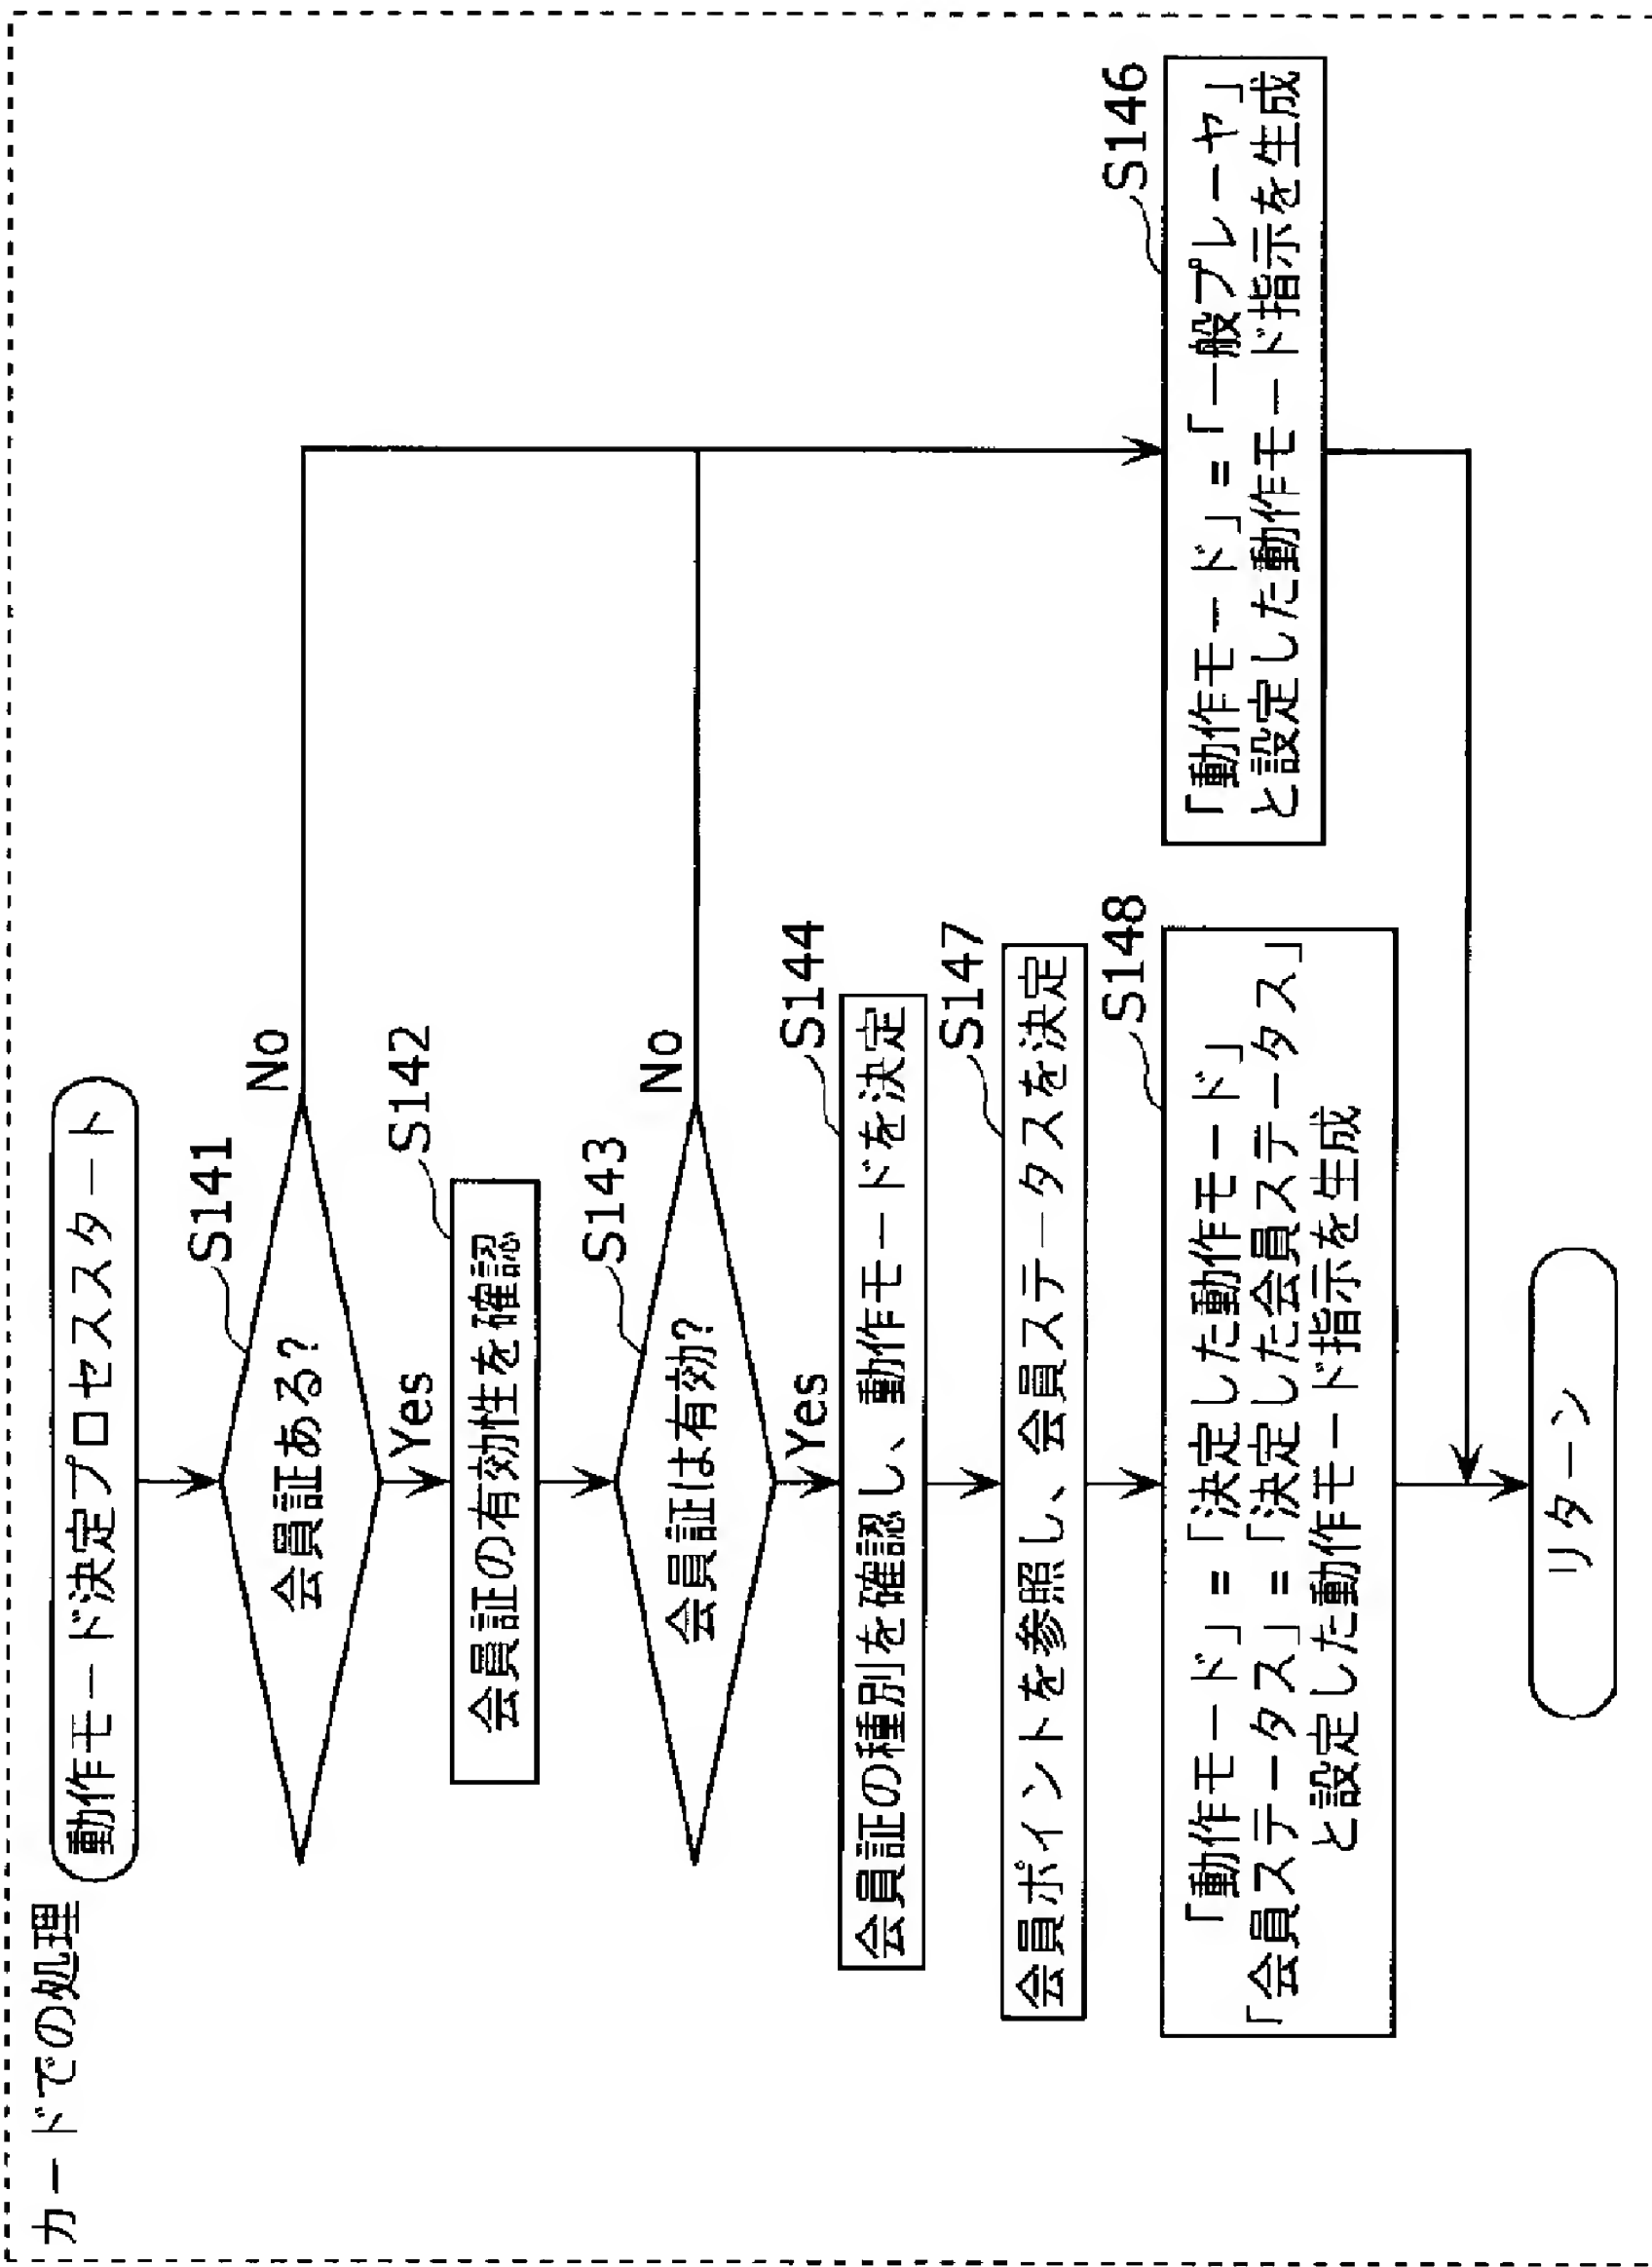 カードでの処理
動作モード決定プロセススタート
S141
会員証ある?
No
Yes
S142
会員証の有効性を確認
S143
会員証は有効?
No
Yes
S144
会員証の種別を確認し、動作モードを決定
S147
会員ポイントを参照し、会員ステータスを決定
S148
「動作モード」=「決定した動作モード」
「会員ステータス」=「決定した会員ステータス」
と設定した動作モード指示を生成
S146
「動作モード」=「一般プレーヤ」
と設定した動作モード指示を生成
リターン